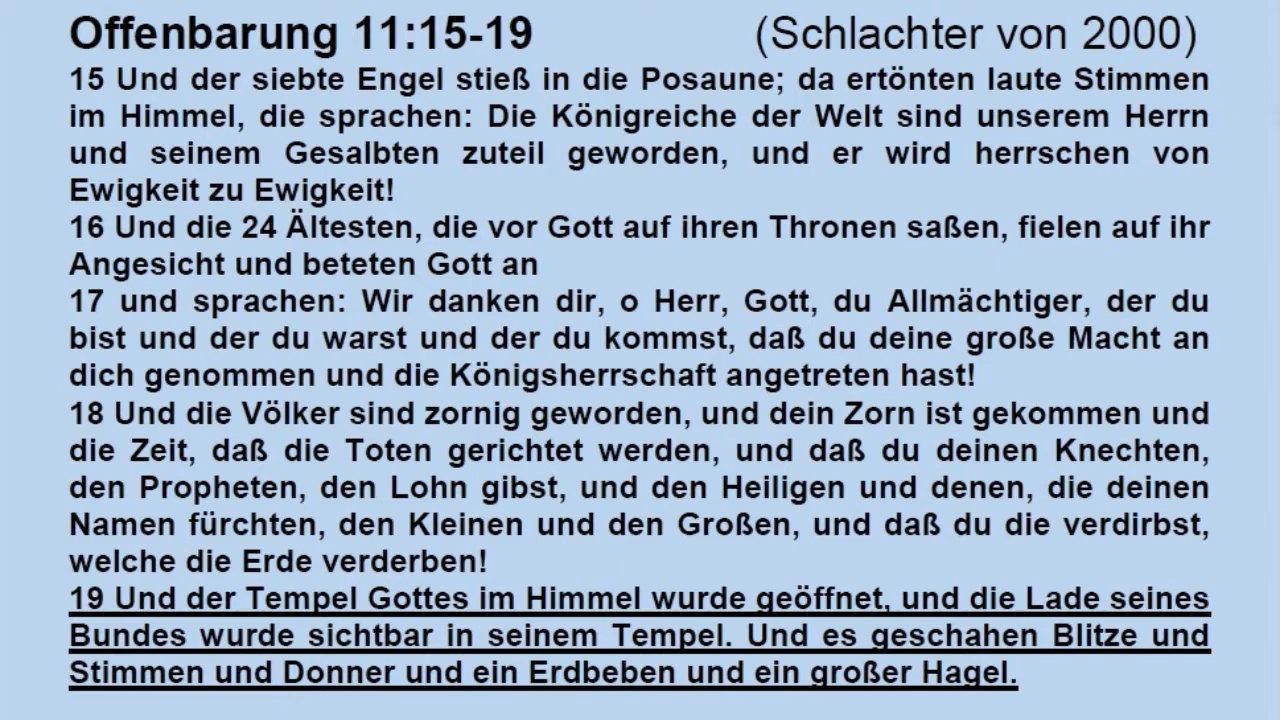 Offenbarung 11:15-19 (Schlachter von 2000)
15 Und der siebte Engel stieß in die Posaune; da ertönten laute Stimmen
im Himmel, die sprachen: Die Königreiche der Welt sind unserem Herrn
und seinem Gesalbten zuteil geworden, und er wird herrschen von
Ewigkeit zu Ewigkeit!
16 Und die 24 Ältesten, die vor Gott auf ihren Thronen saßen, fielen auf ihr
Angesicht und beteten Gott an
17 und sprachen: Wir danken dir, o Herr, Gott, du Allmächtiger, der du
bist und der du warst und der du kommst, daß du deine große Macht an
dich genommen und die Königsherrschaft angetreten hast!
18 Und die Völker sind zornig geworden, und dein Zorn ist gekommen und
die Zeit, daß die Toten gerichtet werden, und daß du deinen Knechten,
den Propheten, den Lohn gibst, und den Heiligen und denen, die deinen
Namen fürchten, den Kleinen und den Großen, und daß du die verdirbst,
welche die Erde verderben!
19 Und der Tempel Gottes im Himmel wurde geöffnet, und die Lade seines
Bundes wurde sichtbar in seinem Tempel. Und es geschahen Blitze und
Stimmen und Donner und ein Erdbeben und ein großer Hagel.